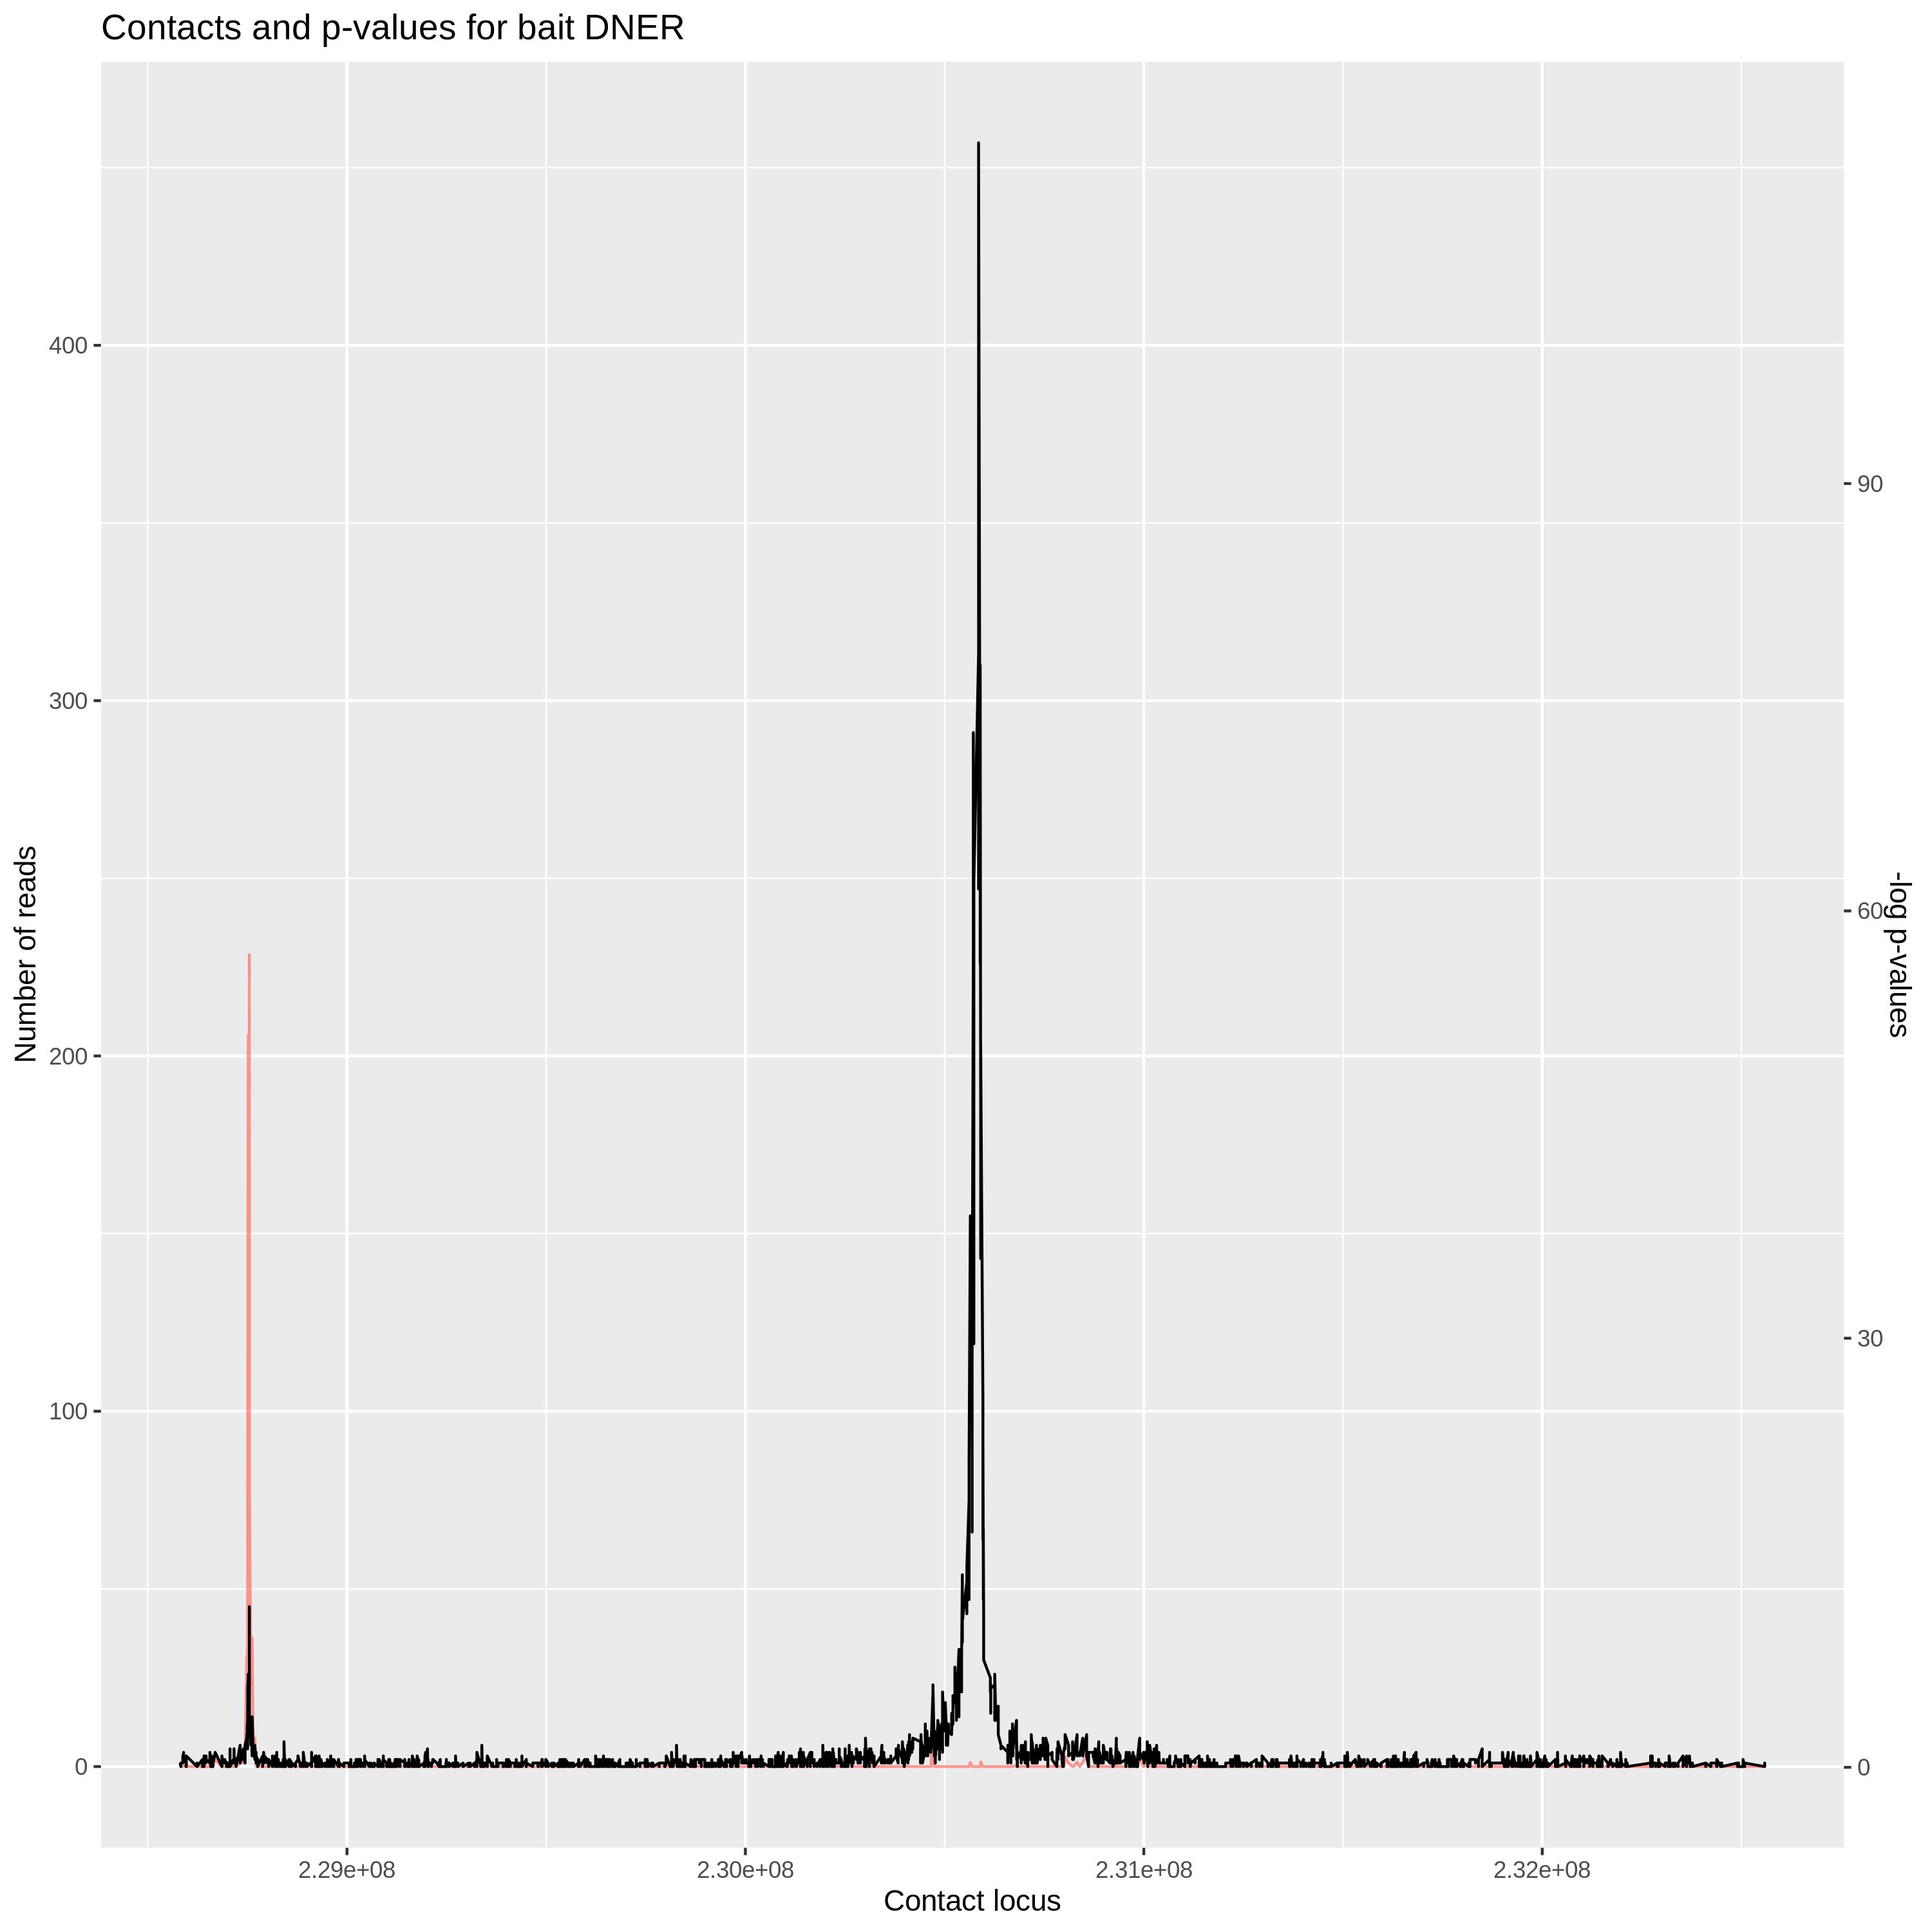 Contacts and p-values for bait DNER
400
300
200
100
0
Number of reads
90
60
30
0
-log p-values
2.29e+08
2.30e+08
2.31e+08
2.32e+08
Contact locus